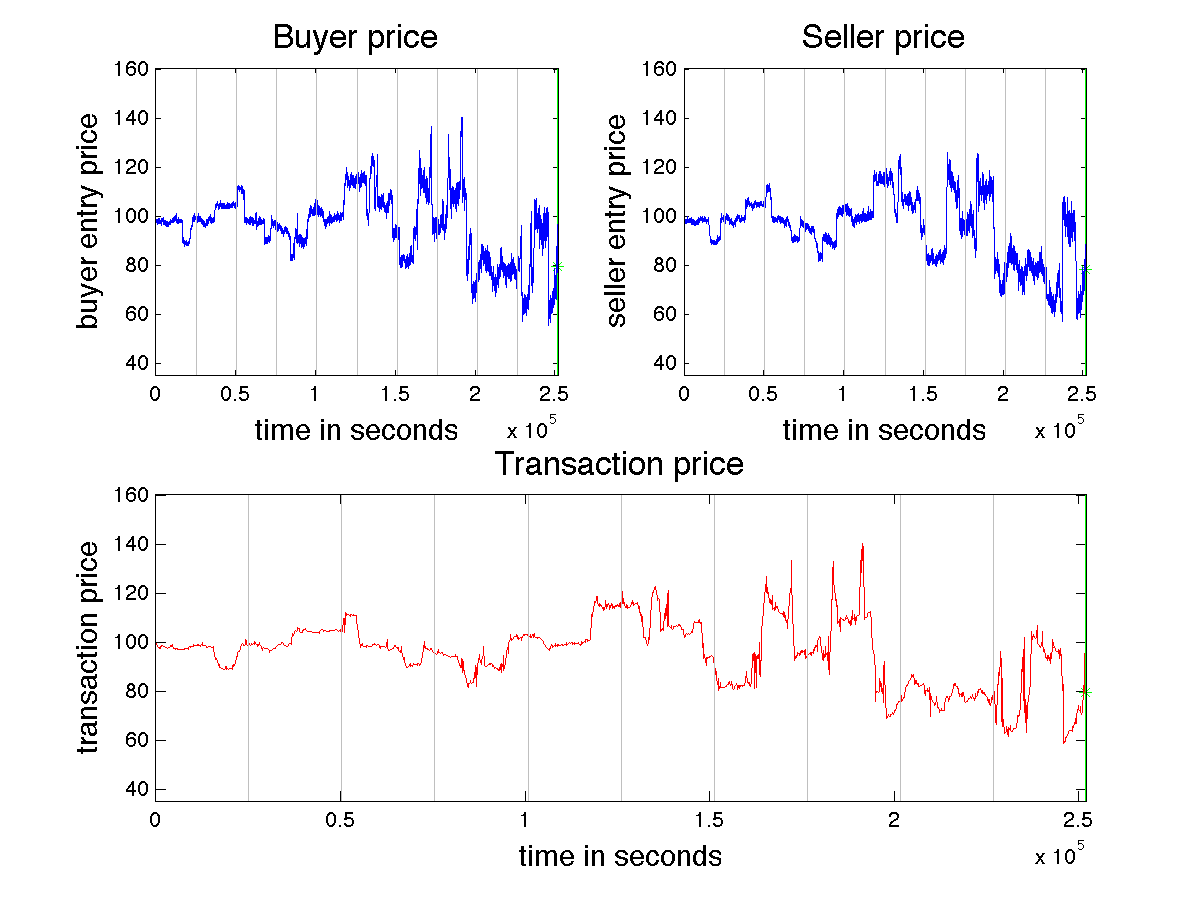 Buyer price
160
140
120
100
80
60
40
buyer entry price
0 0.5 1 1.5 2 2.5
x 10^5
time in seconds
Seller price
160
140
120
100
80
60
40
seller entry price
0 0.5 1 1.5 2 2.5
x 10^5
time in seconds
Transaction price
160
140
120
100
80
60
40
transaction price
0 0.5 1 1.5 2 2.5
x 10^5
time in seconds